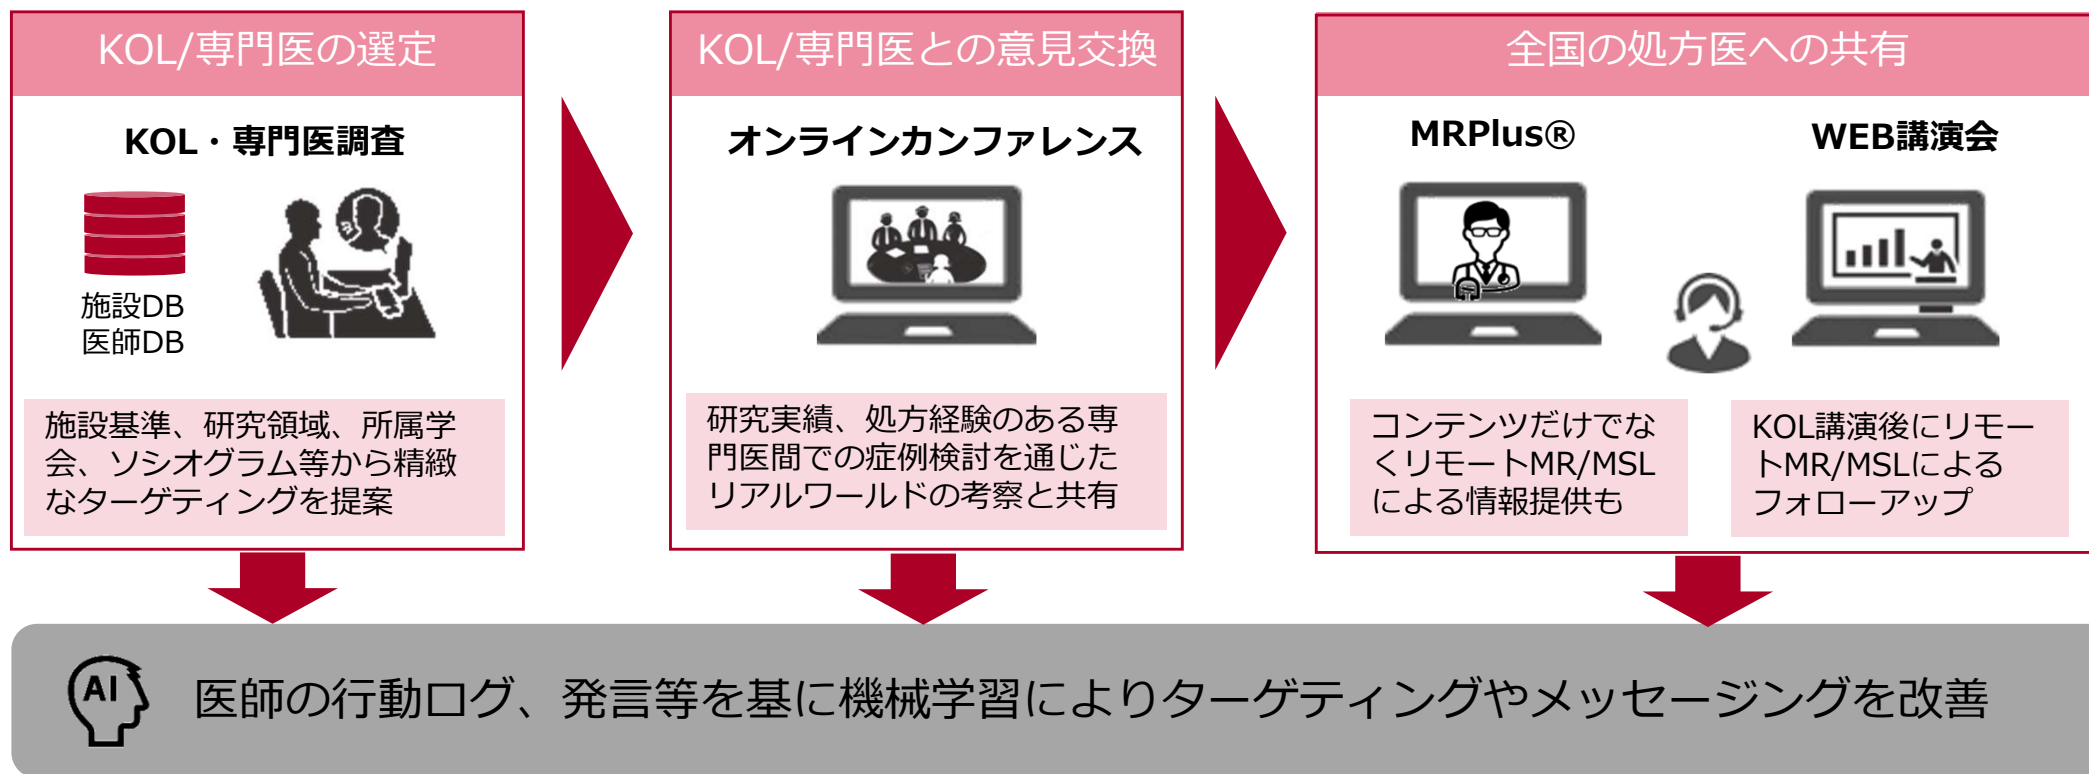 KOL/専門医の選定
KOL・専門医調査
施設DB
医師DB
施設基準、研究領域、所属学
会、ソシオグラム等から精緻
なターゲティングを提案
KOL/専門医との意見交換
オンラインカンファレンス
研究実績、処方経験のある専
門医間での症例検討を通じた
リアルワールドの考察と共有
全国の処方医への共有
MRPlus®
コンテンツだけでな
くリモートMR/MSL
による情報提供も
WEB講演会
KOL講演後にリモー
トMR/MSLによる
フォローアップ
AI
医師の行動ログ、発言等を基に機械学習によりターゲティングやメッセージングを改善